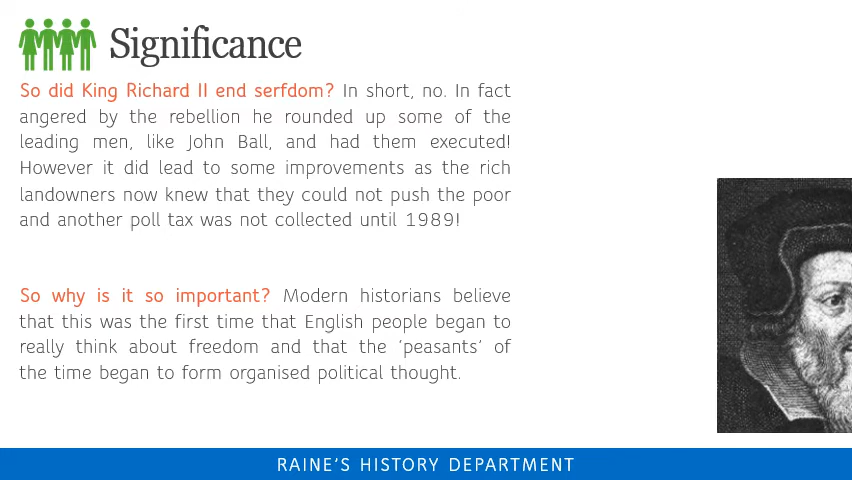 Significance
So did King Richard II end serfdom? In short, no. In fact
angered by the rebellion he rounded up some of the
leading men, like John Ball, and had them executed!
However it did lead to some improvements as the rich
landowners now knew that they could not push the poor
and another poll tax was not collected until 1989!
So why is it so important? Modern historians believe
that this was the first time that English people began to
really think about freedom and that the ‘peasants’ of
the time began to form organised political thought.
RAINE’S HISTORY DEPARTMENT